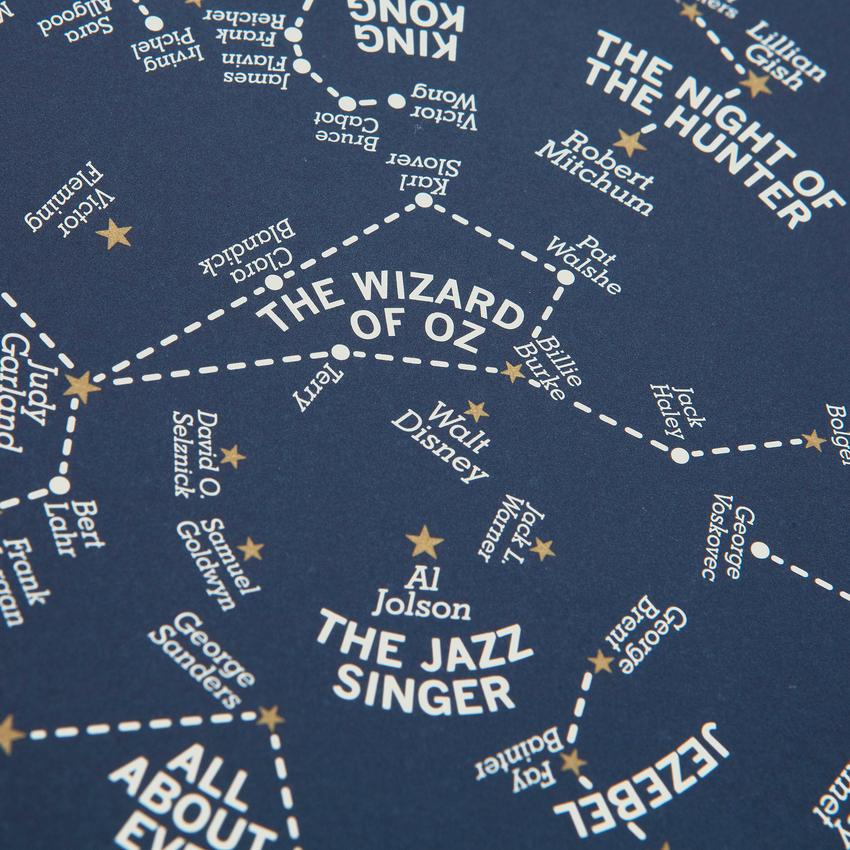 Sara
Allgood
Irving
Pichel
Frank
Reicher
James
Flavin
KING
KONG
Bruce
Cabot
Victor
Wong
Lillian
Gish
THE NIGHT OF
THE HUNTER
Robert
Mitchum
Victor
Fleming
Karl
Slover
Clara
Blandick
Pat
Walshe
THE WIZARD
OF OZ
Judy
Garland
Terry
Billie
Burke
Jack
Haley
Bolger
Walt
Disney
David O.
Selznick
Bert
Lahr
Frank
Samuel
Goldwyn
Jack L.
Warner
George
Voskovec
Al
Jolson
THE JAZZ
SINGER
George
Sanders
George
Brent
Fay
Bainter
JEZEBEL
ALL
ABOUT